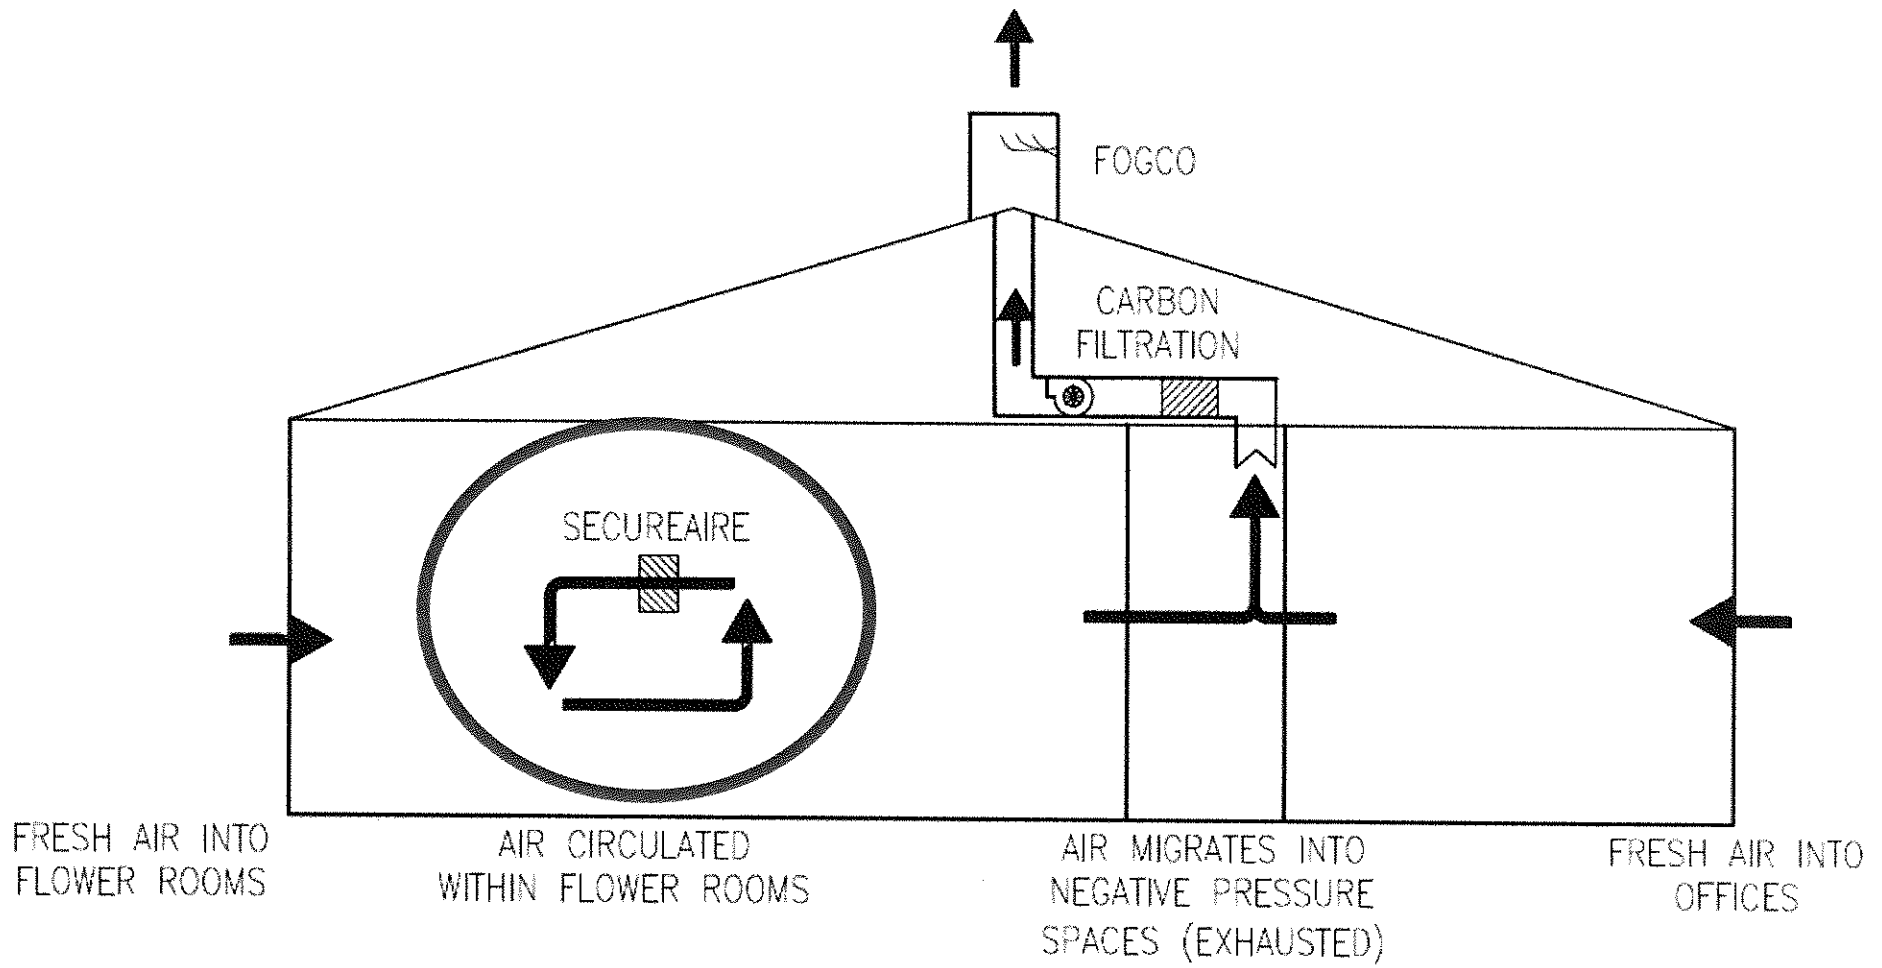 FOGCO
CARBON
FILTRATION
SECUREAIRE
FRESH AIR INTO
FLOWER ROOMS
AIR CIRCULATED
WITHIN FLOWER ROOMS
AIR MIGRATES INTO
NEGATIVE PRESSURE
SPACES (EXHAUSTED)
FRESH AIR INTO
OFFICES